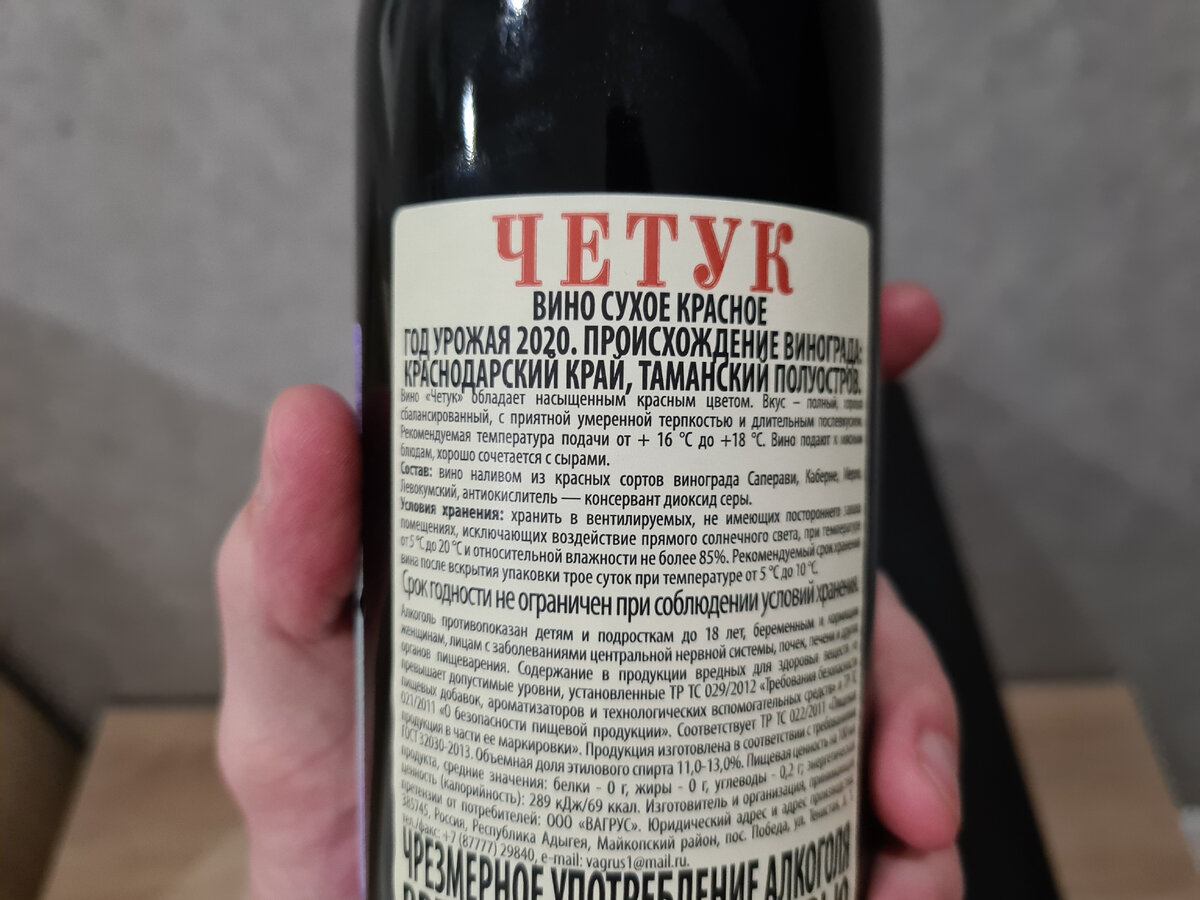 ЧЕТУК
ВИНО СУХОЕ КРАСНОЕ
ГОД УРОЖАЯ 2020. ПРОИСХОЖДЕНИЕ ВИНОГРАДА:
КРАСНОДАРСКИЙ КРАЙ, ТАМАНСКИЙ ПОЛУОСТРОВ.
Вино «Четук» обладает насыщенным красным цветом. Вкус – полный, хорошо
сбалансированный, с приятной умеренной терпкостью и длительным послевкусием.
Рекомендуемая температура подачи от + 16 °C до +18 °C. Вино подают к мясным
блюдам, хорошо сочетается с сырами.
Состав: вино наливом из красных сортов винограда Саперави, Каберне, Мерло,
Левокумский, антиокислитель — консервант диоксид серы.
Условия хранения: хранить в вентилируемых, не имеющих постороннего запаха
помещениях, исключающих воздействие прямого солнечного света, при температуре
от 5 °C до 20 °C и относительной влажности не более 85%. Рекомендуемый срок хранения
вина после вскрытия упаковки трое суток при температуре от 5 °C до 10 °C.
Срок годности не ограничен при соблюдении условий хранения.
Алкоголь противопоказан детям и подросткам до 18 лет, беременным и кормящим
женщинам, лицам с заболеваниями центральной нервной системы, почек, печени и других
органов пищеварения. Содержание в продукции вредных для здоровья веществ не
превышает допустимые уровни, установленные ТР ТС 029/2012 «Требования безопасности
пищевых добавок, ароматизаторов и технологических вспомогательных средств» и ТР ТС
021/2011 «О безопасности пищевой продукции». Соответствует ТР ТС 022/2011 «Пищевая
продукция в части ее маркировки». Продукция изготовлена в соответствии с требованиями
ГОСТ 32030-2013. Объемная доля этилового спирта 11,0-13,0%. Пищевая ценность на 100
продукта, средние значения: белки - 0 г, жиры - 0 г, углеводы - 0,2 г, энергетическая
ценность (калорийность): 289 кДж/69 ккал. Изготовитель и организация, принимающая
претензии от потребителей: ООО «ВАГРУС». Юридический адрес и адрес производства:
385745, Россия, Республика Адыгея, Майкопский район, пос. Победа, ул. Тенистая,
тел./факс: +7 (87777) 29840, e-mail: vagrus1@mail.ru.
ЧРЕЗМЕРНОЕ УПОТРЕБЛЕНИЕ АЛКОГОЛЯ